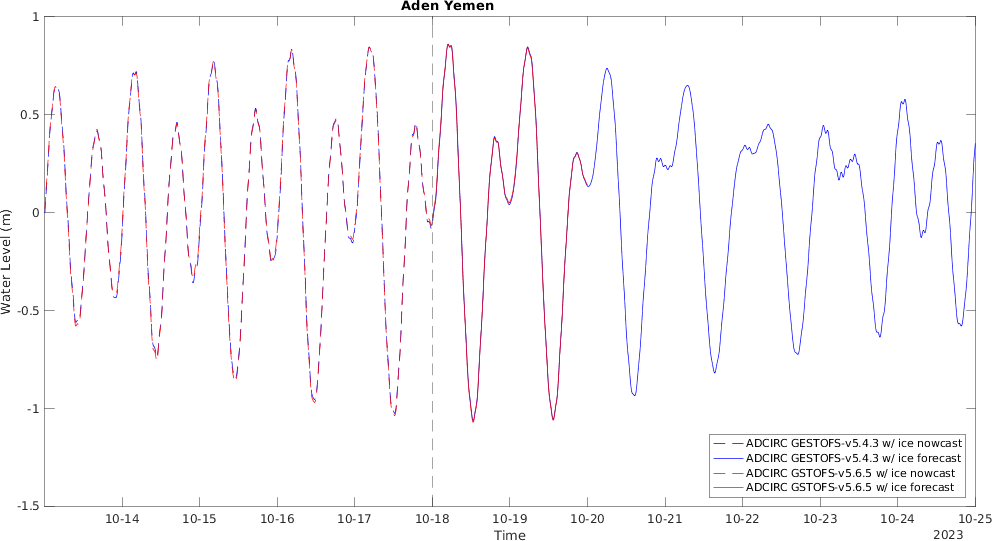 Aden Yemen
1
0.5
0
-0.5
-1
-1.5
Water Level (m)
ADCIRC GESTOFS-v5.4.3 w/ ice nowcast
ADCIRC GESTOFS-v5.4.3 w/ ice forecast
ADCIRC GSTOFS-v5.6.5 w/ ice nowcast
ADCIRC GSTOFS-v5.6.5 w/ ice forecast
10-14 10-15 10-16 10-17 10-18 10-19 10-20 10-21 10-22 10-23 10-24 10-25
Time
2023